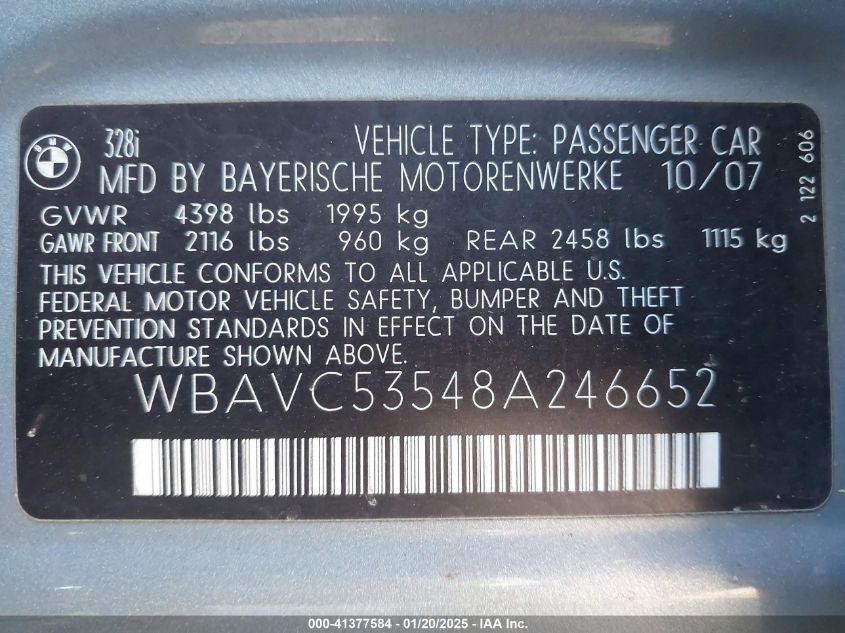 BMW
328i VEHICLE TYPE: PASSENGER CAR
MFD BY BAYERISCHE MOTORENWERKE 10/07
GVWR 4398 lbs 1995 kg
GAWR FRONT 2116 lbs 960 kg REAR 2458 lbs 1115 kg
THIS VEHICLE CONFORMS TO ALL APPLICABLE U.S.
FEDERAL MOTOR VEHICLE SAFETY, BUMPER AND THEFT
PREVENTION STANDARDS IN EFFECT ON THE DATE OF
MANUFACTURE SHOWN ABOVE.
WBAVC53548A246652
2 122 606
000-41377584 - 01/20/2025 - IAA Inc.